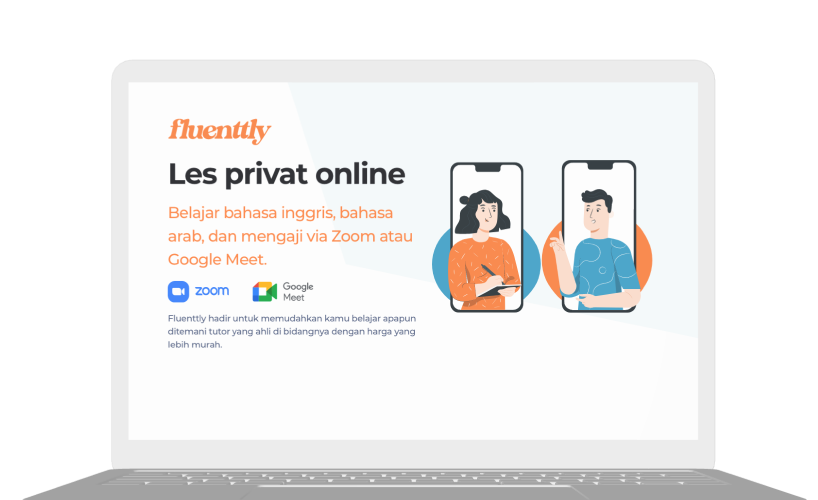 fluenttly
Les privat online
Belajar bahasa inggris, bahasa
arab, dan mengaji via Zoom atau
Google Meet.
zoom
Google
Meet
Fluenttly hadir untuk memudahkan kamu belajar apapun
ditemani tutor yang ahli di bidangnya dengan harga yang
lebih murah.